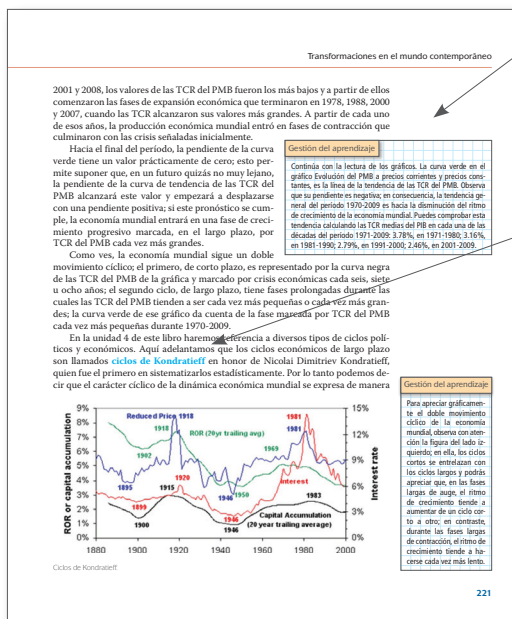 Transformaciones en el mundo contemporáneo
2001 y 2008, los valores de las TCR del PMB fueron los más bajos y a partir de ellos
comenzaron las fases de expansión económica que terminaron en 1978, 1988, 2000
y 2007, cuando las TCR alcanzaron sus valores más grandes. A partir de cada uno
de esos años, la producción económica mundial entró en fases de contracción que
culminaron con las crisis señaladas inicialmente.
Hacia el final del período, la pendiente de la curva
verde tiene un valor prácticamente de cero; esto per-
mite suponer que, en un futuro quizás no muy lejano,
la pendiente de la curva de tendencia de las TCR del
PMB alcanzará este valor y empezará a desplazarse
con una pendiente positiva; si este pronóstico se cum-
ple, la economía mundial entrará en una fase de creci-
miento progresivo marcada, en el largo plazo, por
TCR del PMB cada vez más grandes.
Gestión del aprendizaje
Continúa con la lectura de los gráficos. La curva verde en el
gráfico Evolución del PMB a precios corrientes y precios cons-
tantes, es la línea de la tendencia de las TCR del PMB. Observa
que su pendiente es negativa; en consecuencia, la tendencia ge-
neral del período 1970-2009 es hacia la disminución del ritmo
de crecimiento de la economía mundial. Puedes comprobar esta
tendencia calculando las TCR medias del PIB en cada una de las
décadas del período 1971-2009: 3.78%, en 1971-1980; 3.16%,
en 1981-1990; 2.79%, en 1991-2000; 2.46%, en 2001-2009.
Como ves, la economía mundial sigue un doble
movimiento cíclico; el primero, de corto plazo, es representado por la curva negra
de las TCR del PMB de la gráfica y marcado por crisis económicas cada seis, siete
u ocho años; el segundo ciclo, de largo plazo, tiene fases prolongadas durante las
cuales las TCR del PMB tienden a ser cada vez más pequeñas o cada vez más gran-
des; la curva verde de ese gráfico da cuenta de la fase marcada por TCR del PMB
cada vez más pequeñas durante 1970-2009.
En la unidad 4 de este libro haremos referencia a diversos tipos de ciclos polí-
ticos y económicos. Aquí adelantamos que los ciclos económicos de largo plazo
son llamados ciclos de Kondratieff en honor de Nicolai Dimitriev Kondratieff,
quien fue el primero en sistematizarlos estadísticamente. Por lo tanto podemos de-
cir que el carácter cíclico de la dinámica económica mundial se expresa de manera
Gestión del aprendizaje
Para apreciar gráficamen-
te el doble movimiento
cíclico de la economía
mundial, observa con aten-
ción la figura del lado iz-
quierdo; en ella, los ciclos
cortos se entrelazan con
los ciclos largos y podrás
apreciar que, en las fases
largas de auge, el ritmo
de crecimiento tiende a
aumentar de un ciclo cor-
to a otro; en contraste,
durante las fases largas
de contracción, el ritmo de
crecimiento tiende a ha-
cerse cada vez más lento.
ROR or capital accumulation
9%
8%
7%
6%
5%
4%
3%
2%
1%
0%
Reduced Price 1918
1918
ROR (20yr trailing avg)
1902
1895
1920
1915
1899
1900
1946
1950
1969
1981
1981
interest
1946
1946
1983
Capital Accumulation
(20 year trailing average)
15%
12%
9%
6%
3%
0%
Interest rate
1880
1900
1920
1940
1960
1980
2000
Ciclos de Kondratieff
221